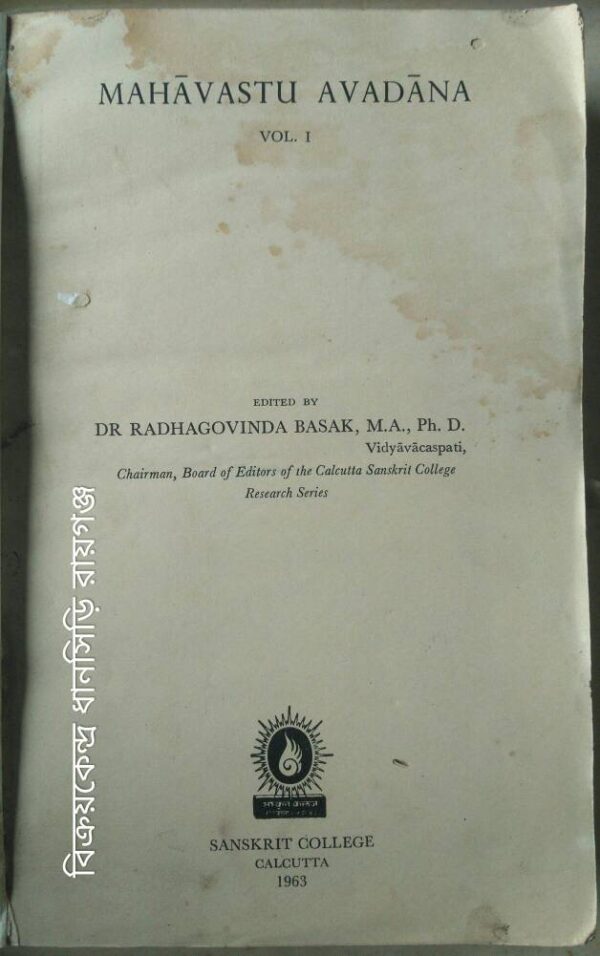 MAHĀVASTU AVADĀNA
VOL. I
EDITED BY
DR RADHAGOVINDA BASAK, M.A., Ph. D.
Vidyāvācaspati,
Chairman, Board of Editors of the Calcutta Sanskrit College
Research Series
বিক্রয়কেন্দ্র ধানসিড়ি রায়গঞ্জ
SANSKRIT COLLEGE
CALCUTTA
1963